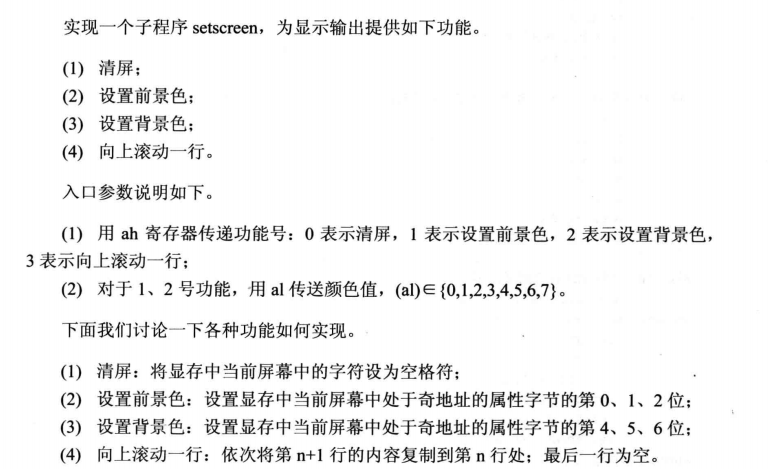 实现一个子程序 setscreen，为显示输出提供如下功能。
(1) 清屏；
(2) 设置前景色；
(3) 设置背景色；
(4) 向上滚动一行。
入口参数说明如下。
(1) 用 ah 寄存器传递功能号：0 表示清屏，1 表示设置前景色，2 表示设置背景色，
3 表示向上滚动一行；
(2) 对于 1、2 号功能，用 al 传送颜色值，(al)∈{0,1,2,3,4,5,6,7}。
下面我们讨论一下各种功能如何实现。
(1) 清屏：将显存中当前屏幕中的字符设为空格符；
(2) 设置前景色：设置显存中当前屏幕中处于奇地址的属性字节的第 0、1、2 位；
(3) 设置背景色：设置显存中当前屏幕中处于奇地址的属性字节的第 4、5、6 位；
(4) 向上滚动一行：依次将第 n+1 行的内容复制到第 n 行处；最后一行为空。